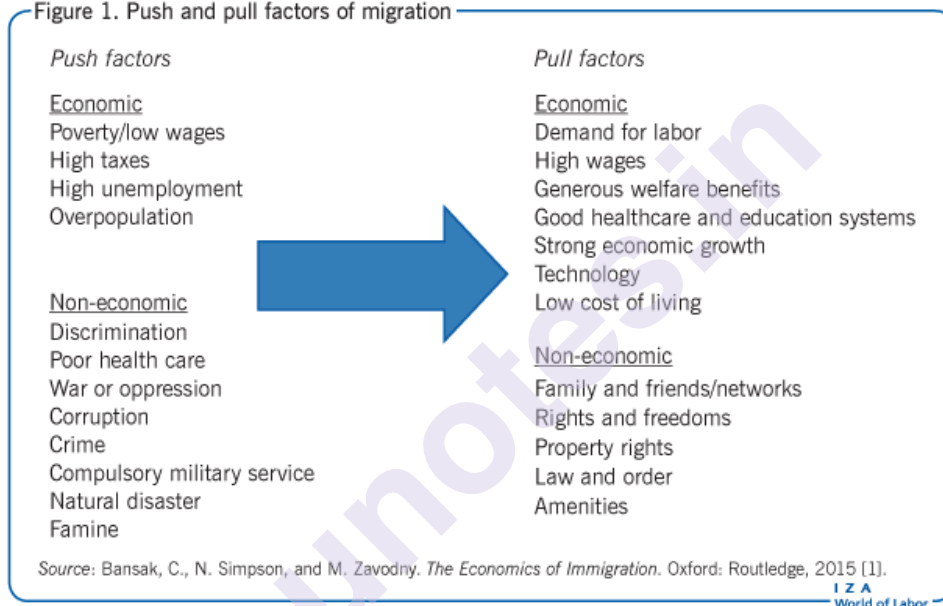 Figure 1. Push and pull factors of migration
Push factors
Economic
Poverty/low wages
High taxes
High unemployment
Overpopulation
Non-economic
Discrimination
Poor health care
War or oppression
Corruption
Crime
Compulsory military service
Natural disaster
Famine
Pull factors
Economic
Demand for labor
High wages
Generous welfare benefits
Good healthcare and education systems
Strong economic growth
Technology
Low cost of living
Non-economic
Family and friends/networks
Rights and freedoms
Property rights
Law and order
Amenities
Source: Bansak, C., N. Simpson, and M. Zavodny. The Economics of Immigration. Oxford: Routledge, 2015 [1].
I Z A
World of Labor
unotes.in